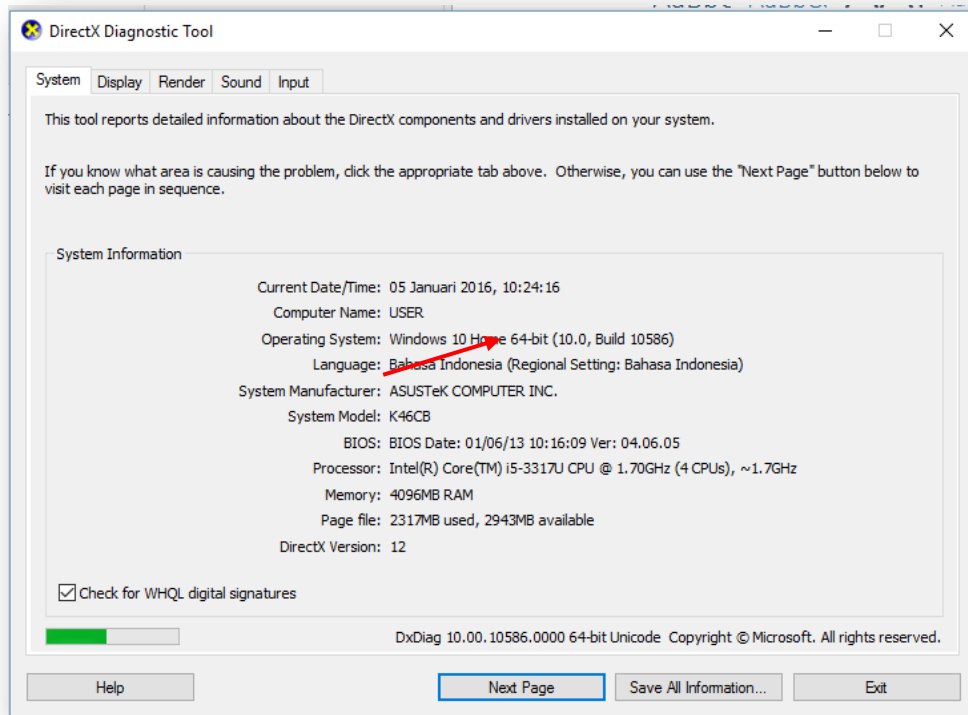 DirectX Diagnostic Tool
System Display Render Sound Input
This tool reports detailed information about the DirectX components and drivers installed on your system.
If you know what area is causing the problem, click the appropriate tab above. Otherwise, you can use the "Next Page" button below to
visit each page in sequence.
System Information
Current Date/Time: 05 Januari 2016, 10:24:16
Computer Name: USER
Operating System: Windows 10 Home 64-bit (10.0, Build 10586)
Language: Bahasa Indonesia (Regional Setting: Bahasa Indonesia)
System Manufacturer: ASUSTeK COMPUTER INC.
System Model: K46CB
BIOS: BIOS Date: 01/06/13 10:16:09 Ver: 04.06.05
Processor: Intel(R) Core(TM) i5-3317U CPU @ 1.70GHz (4 CPUs), ~1.7GHz
Memory: 4096MB RAM
Page file: 2317MB used, 2943MB available
DirectX Version: 12
Check for WHQL digital signatures
DxDiag 10.00.10586.0000 64-bit Unicode Copyright © Microsoft. All rights reserved.
Help Next Page Save All Information... Exit